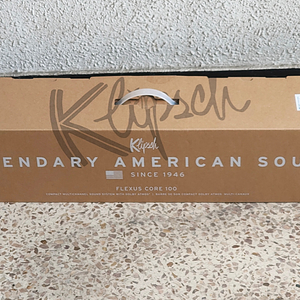 Klipsch
Klipsch
ENDARY AMERICAN SOU
SINCE 1946
FLEXUS CORE 100